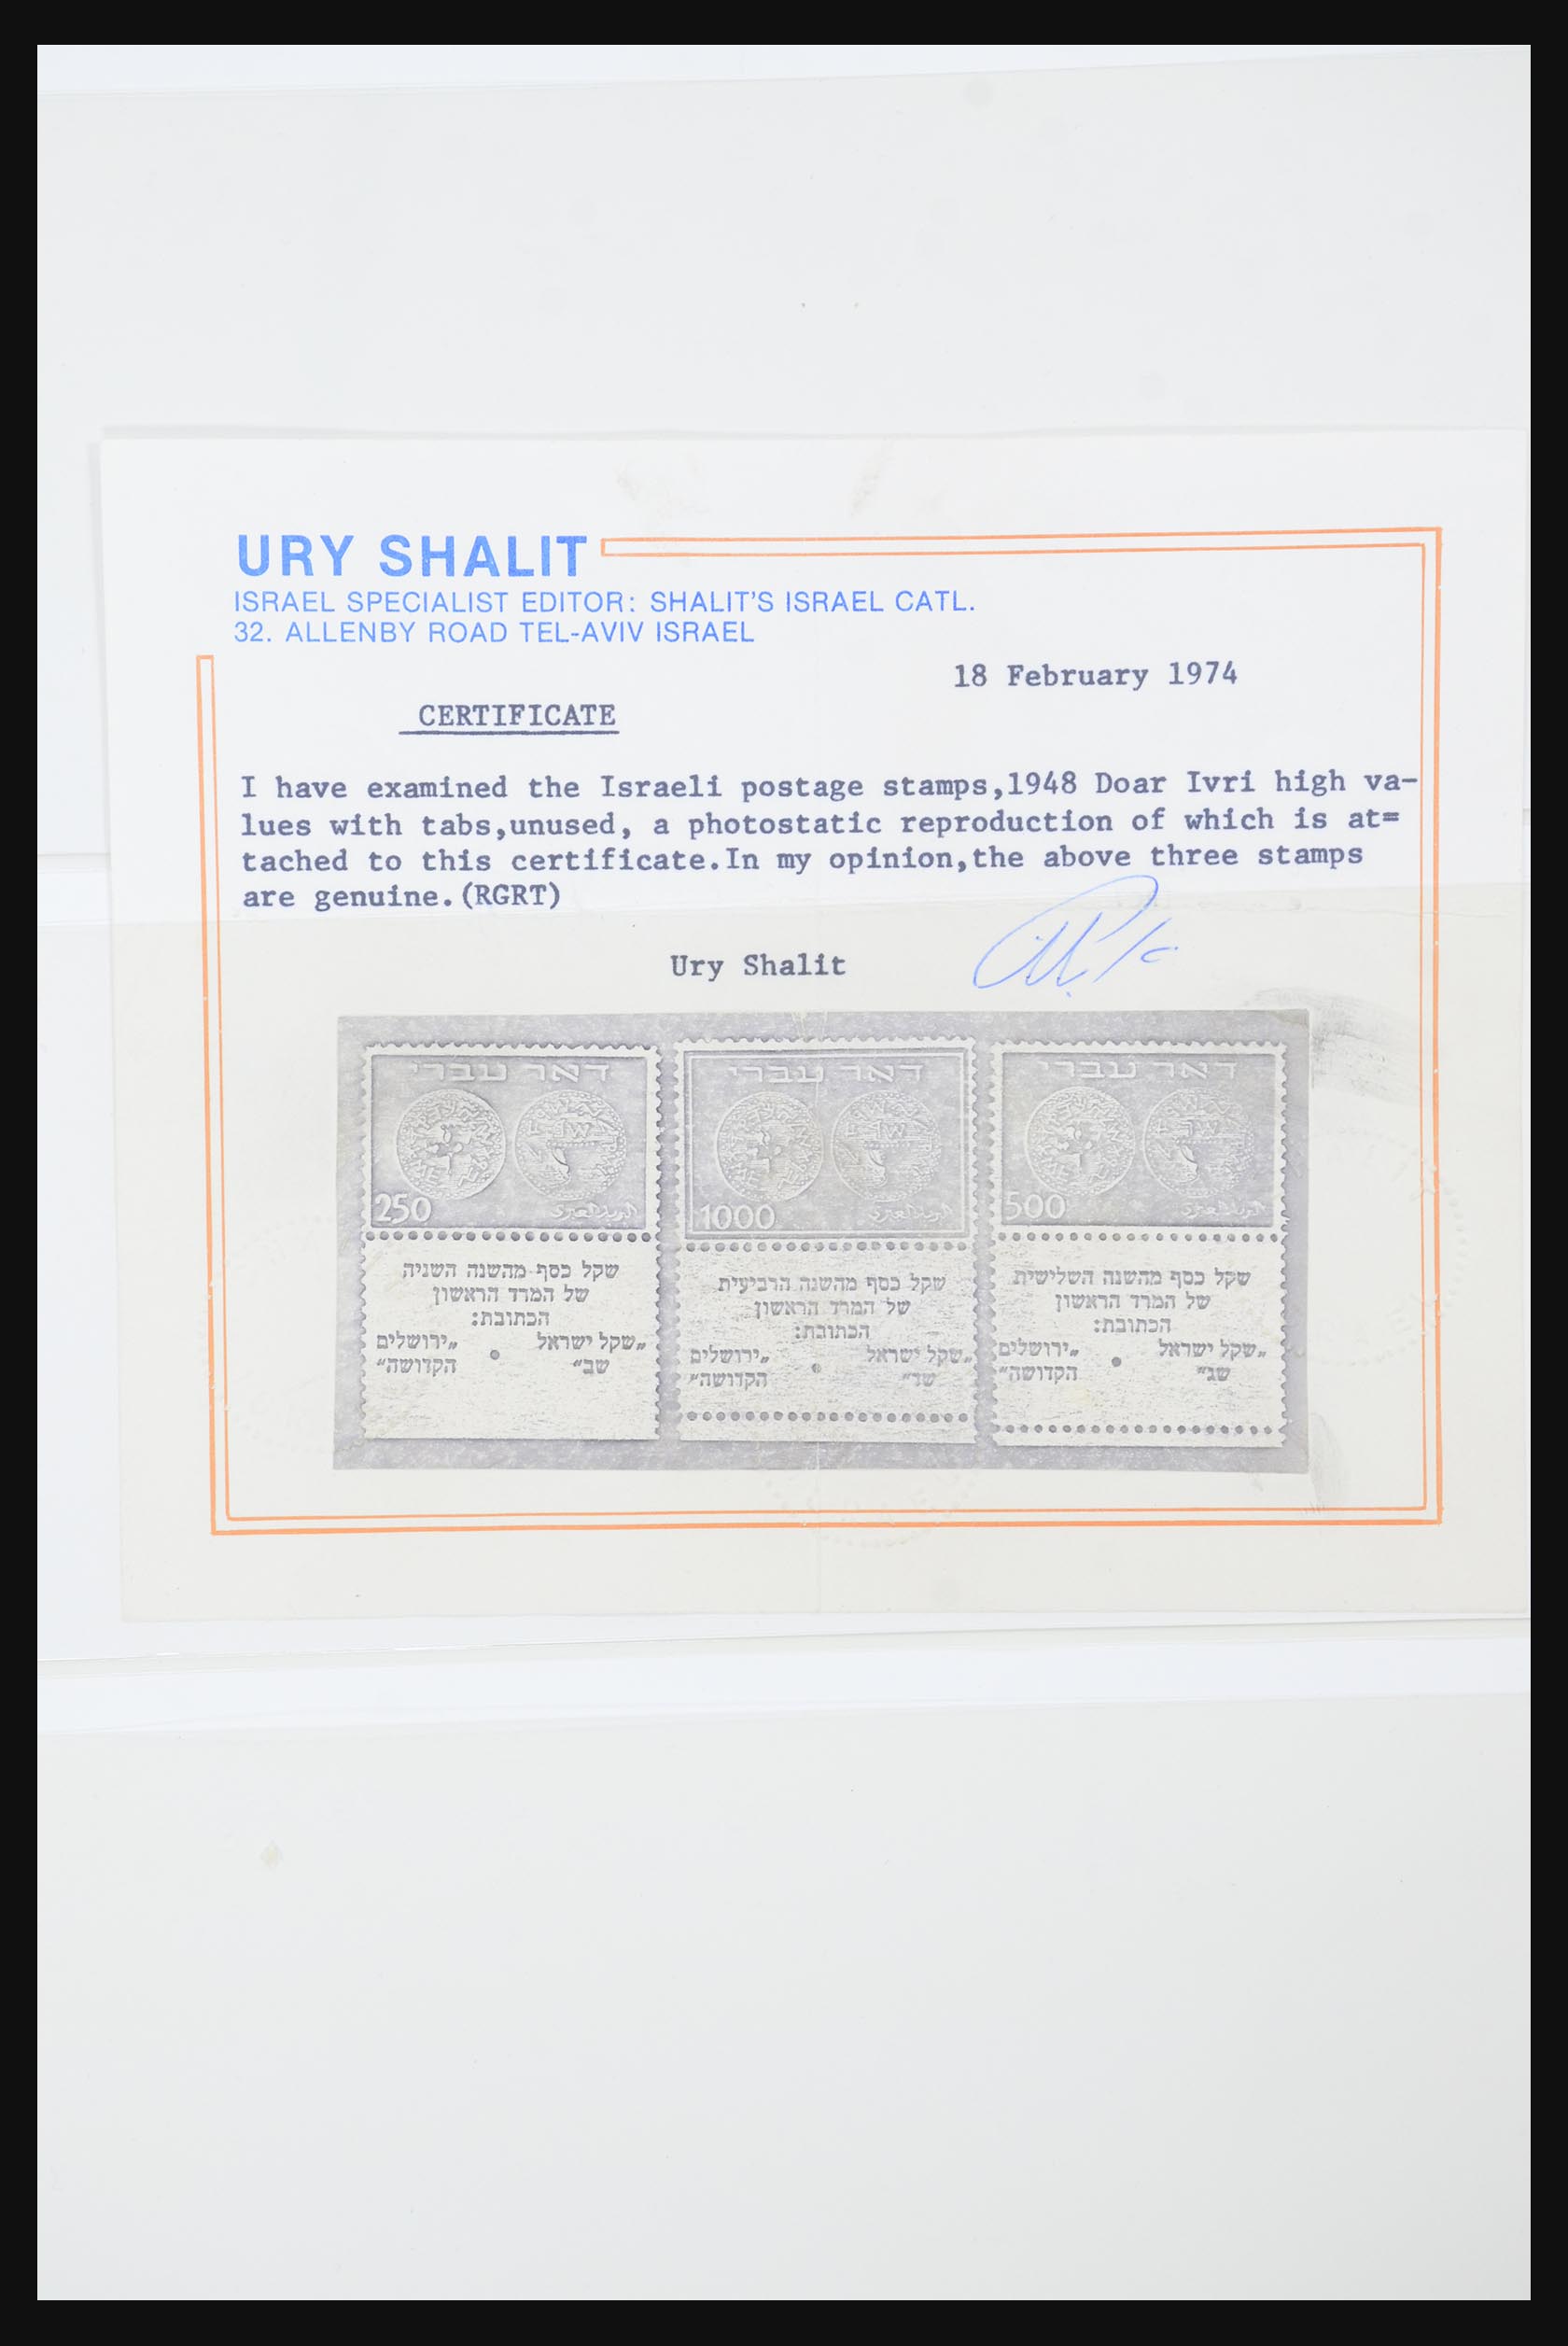 URY SHALIT
ISRAEL SPECIALIST EDITOR: SHALIT'S ISRAEL CATL.
32. ALLENBY ROAD TEL-AVIV ISRAEL
18 February 1974
CERTIFICATE
I have examined the Israeli postage stamps,1948 Doar Ivri high va-
lues with tabs,unused, a photostatic reproduction of which is at=
tached to this certificate.In my opinion,the above three stamps
are genuine.(RGRT)
Ury Shalit
דאר עברי
250
שקל כסף מהשנה השניה
של המרד הראשון
הכתובת:
„שקל ישראל • „ירושלים
שב״ הקדושה״
דאר עברי
1000
שקל כסף מהשנה הרביעית
של המרד הראשון
הכתובת:
„שקל ישראל • „ירושלים
שד״ הקדושה״
דאר עברי
500
שקל כסף מהשנה השלישית
של המרד הראשון
הכתובת:
„שקל ישראל • „ירושלים
שג״ הקדושה״